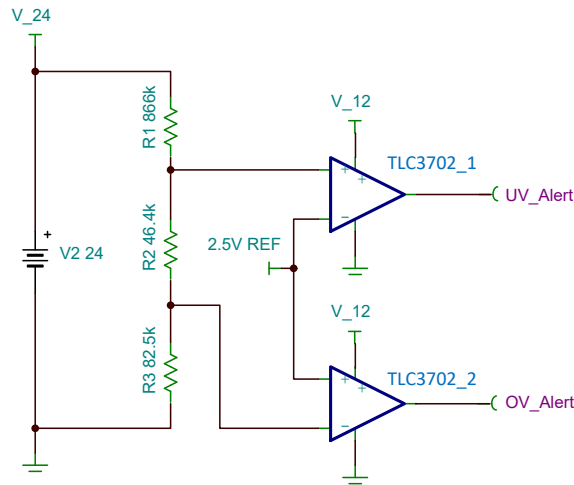 V_24
R1 866k
V_12
TLC3702_1
+
-
+
UV_Alert
R2 46.4k
2.5V REF
+
V2 24
V_12
R3 82.5k
TLC3702_2
+
-
+
OV_Alert